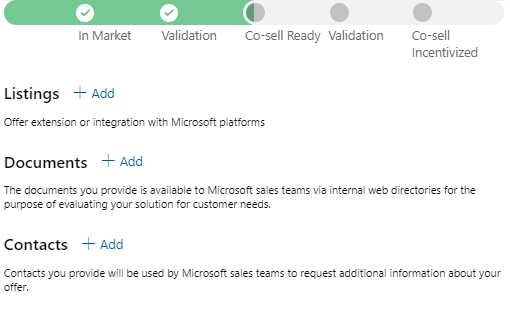 In Market Validation Co-sell Ready Validation Co-sell
Incentivized
Listings + Add
Offer extension or integration with Microsoft platforms
Documents + Add
The documents you provide is available to Microsoft sales teams via internal web directories for the
purpose of evaluating your solution for customer needs.
Contacts + Add
Contacts you provide will be used by Microsoft sales teams to request additional information about your
offer.